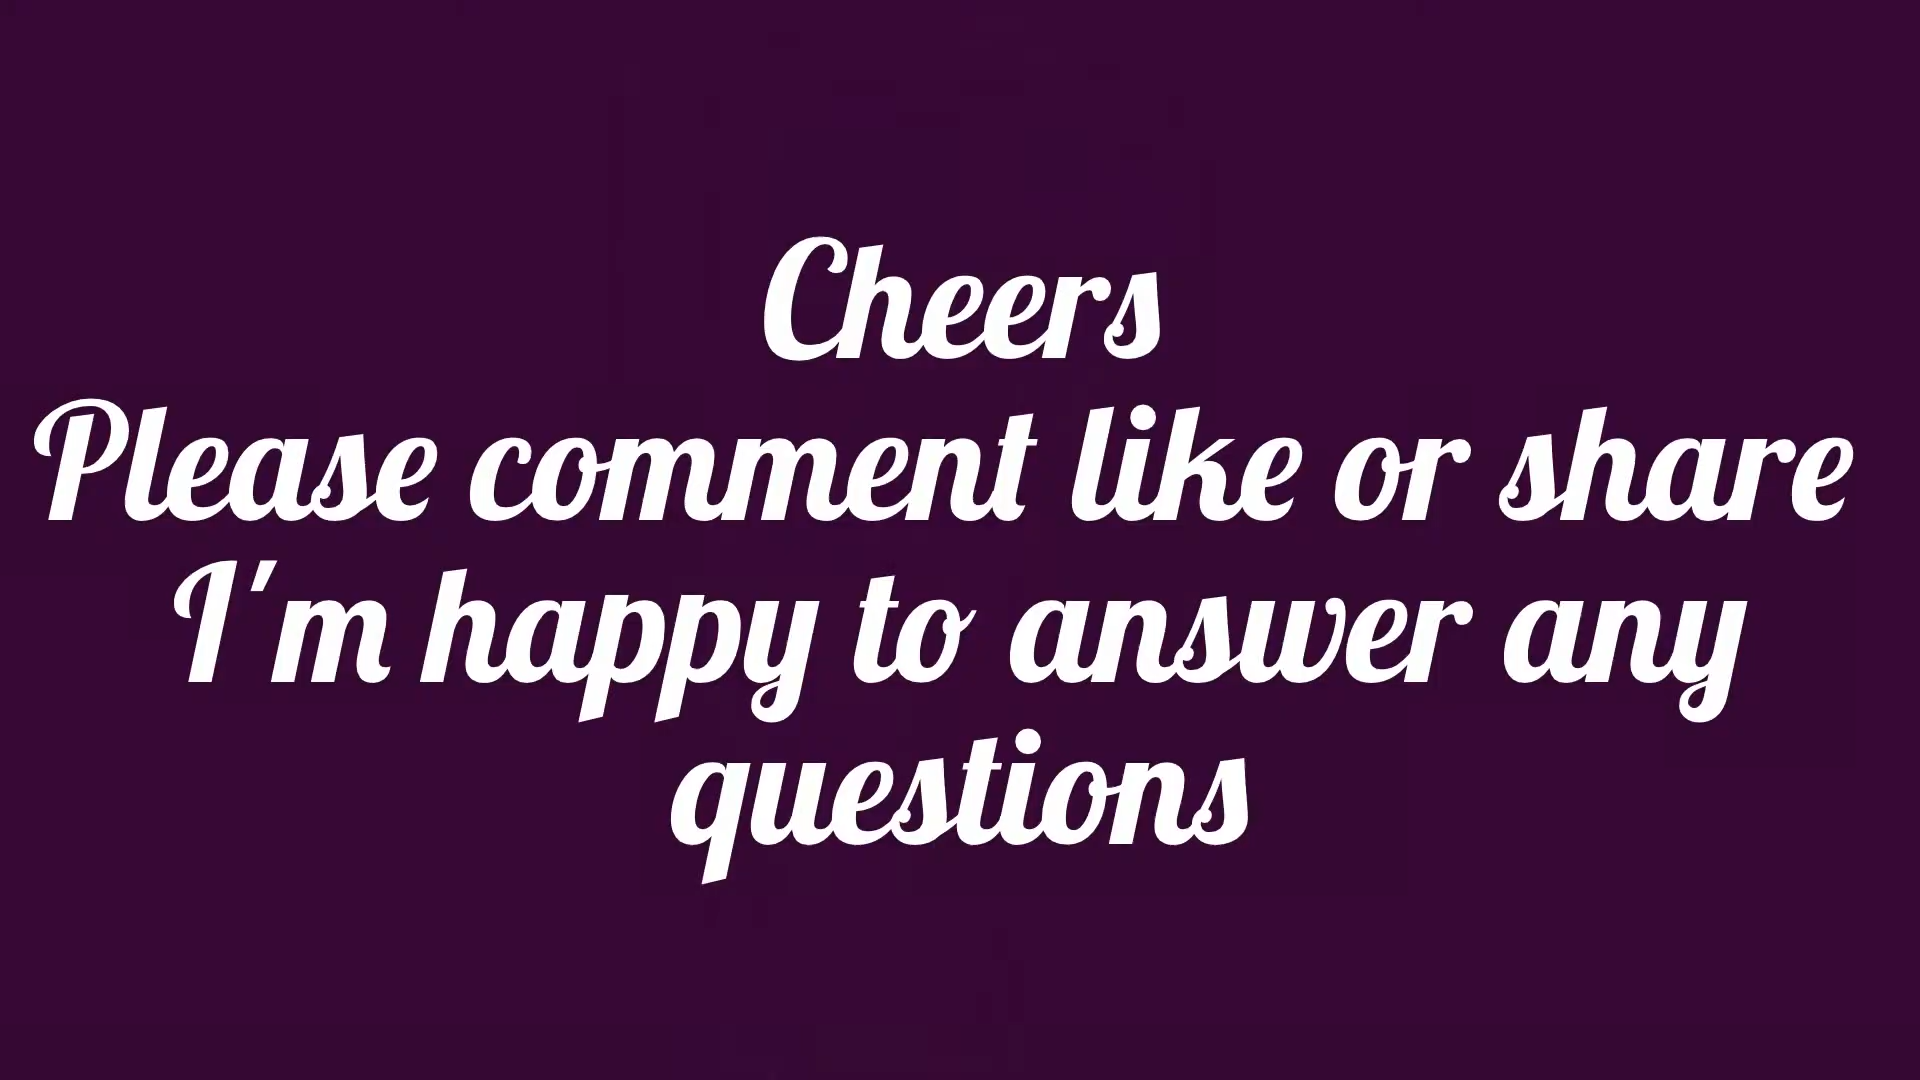 Cheers
Please comment like or share
I'm happy to answer any
questions